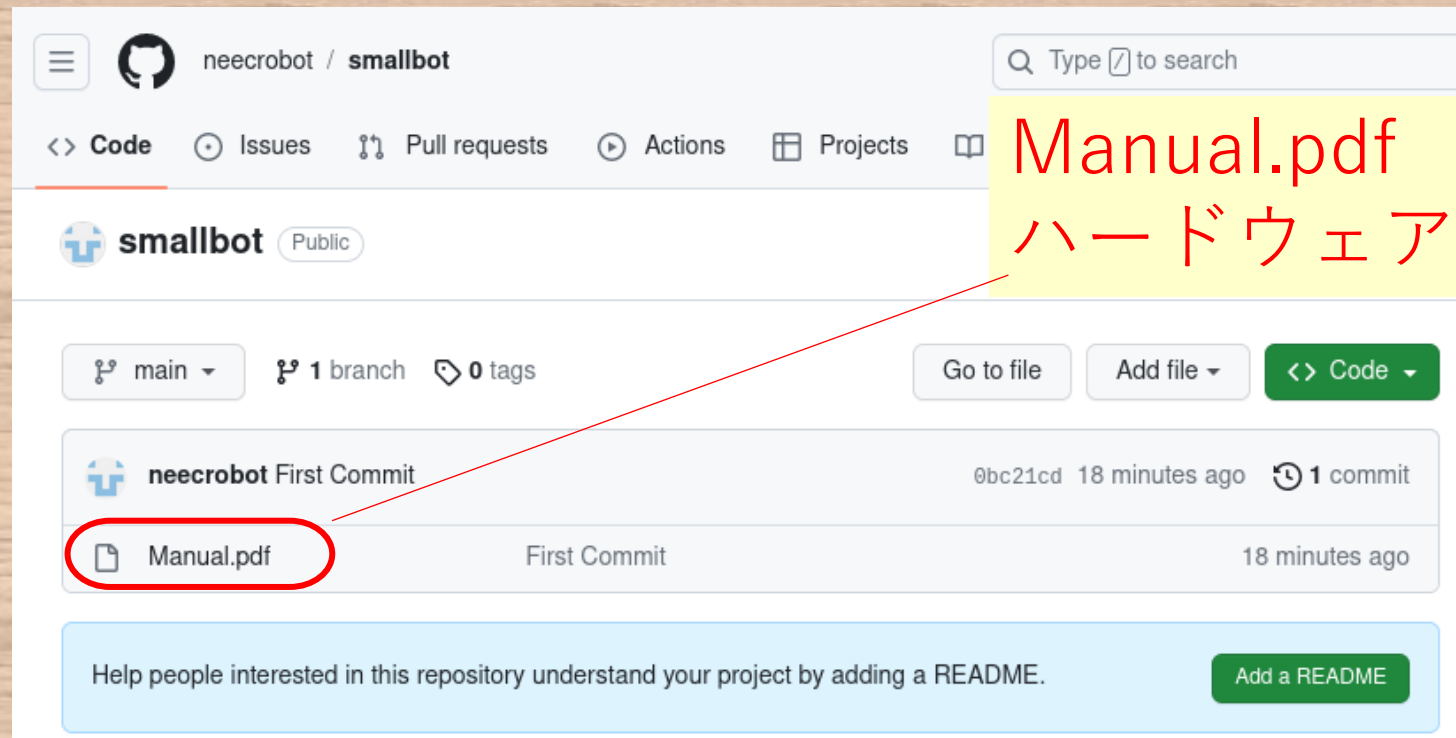 neecrobot / smallbot
Type / to search
Code Issues Pull requests Actions Projects
Manual.pdf
ハードウェア
smallbot Public
main 1 branch 0 tags Go to file Add file Code
neecrobot First Commit 0bc21cd 18 minutes ago 1 commit
Manual.pdf First Commit 18 minutes ago
Help people interested in this repository understand your project by adding a README. Add a README